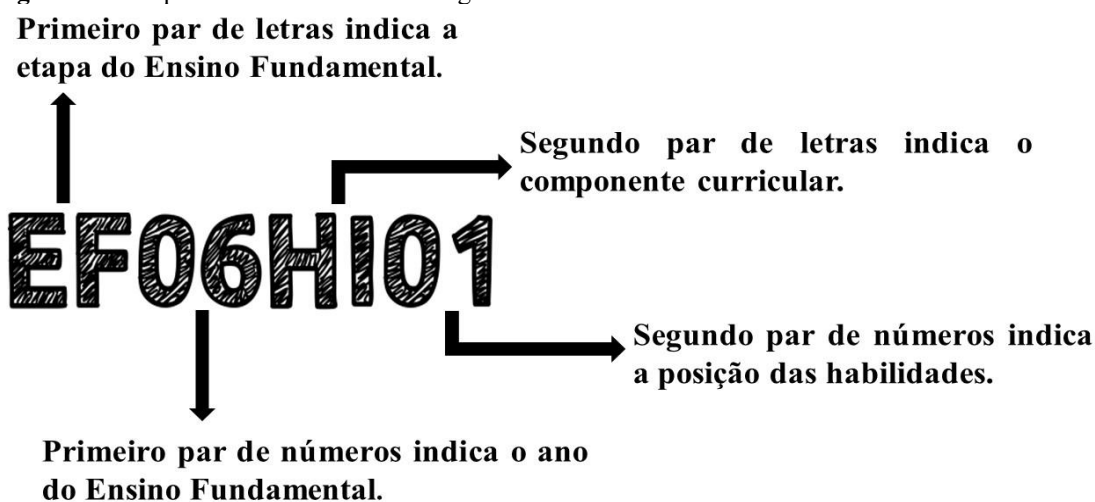 Primeiro par de letras indica a
etapa do Ensino Fundamental.
Segundo par de letras indica o
componente curricular.
EF06HI01
Segundo par de números indica
a posição das habilidades.
Primeiro par de números indica o ano
do Ensino Fundamental.